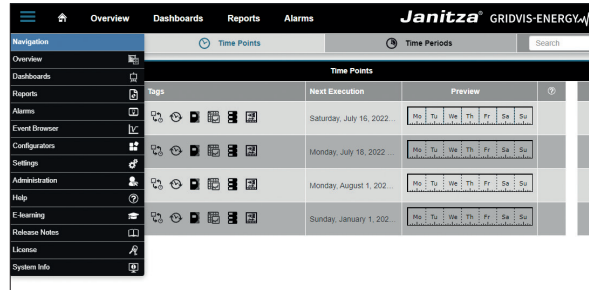 Overview Dashboards Reports Alarms Janitza® GRIDVIS-ENERGY
Navigation
Overview
Dashboards
Reports
Alarms
Event Browser
Configurators
Settings
Administration
Help
E-learning
Release Notes
License
System Info
Time Points Time Periods Search
Time Points
Tags Next Execution Preview
Saturday, July 16, 2022... Mo Tu We Th Fr Sa Su
Monday, July 18, 2022 ... Mo Tu We Th Fr Sa Su
Monday, August 1, 202... Mo Tu We Th Fr Sa Su
Sunday, January 1, 202... Mo Tu We Th Fr Sa Su